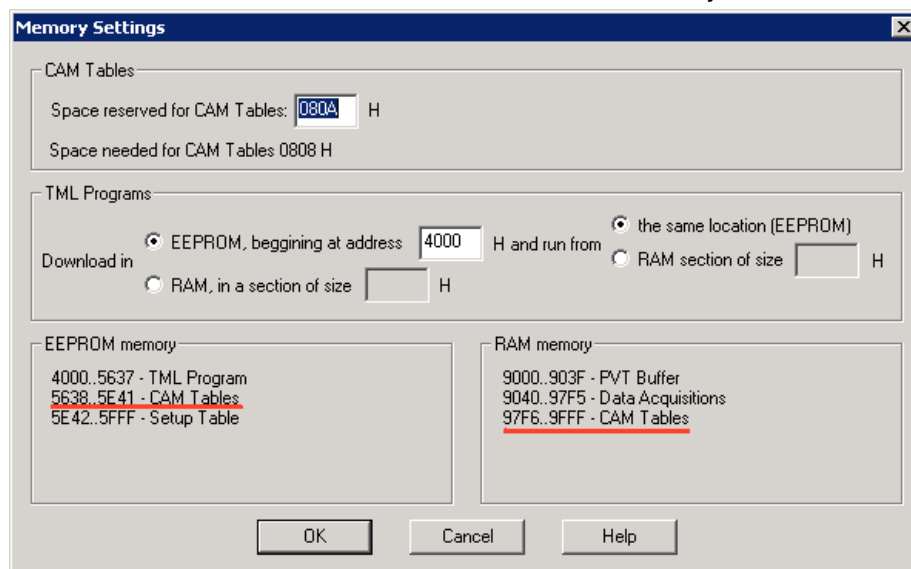 Memory Settings
CAM Tables
Space reserved for CAM Tables: 080A H
Space needed for CAM Tables 0808 H
TML Programs
Download in
EEPROM, beggining at address 4000 H and run from
the same location (EEPROM)
RAM section of size H
RAM, in a section of size H
EEPROM memory
4000..5637 - TML Program
5638..5E41 - CAM Tables
5E42..5FFF - Setup Table
RAM memory
9000..903F - PVT Buffer
9040..97F5 - Data Acquisitions
97F6..9FFF - CAM Tables
OK
Cancel
Help